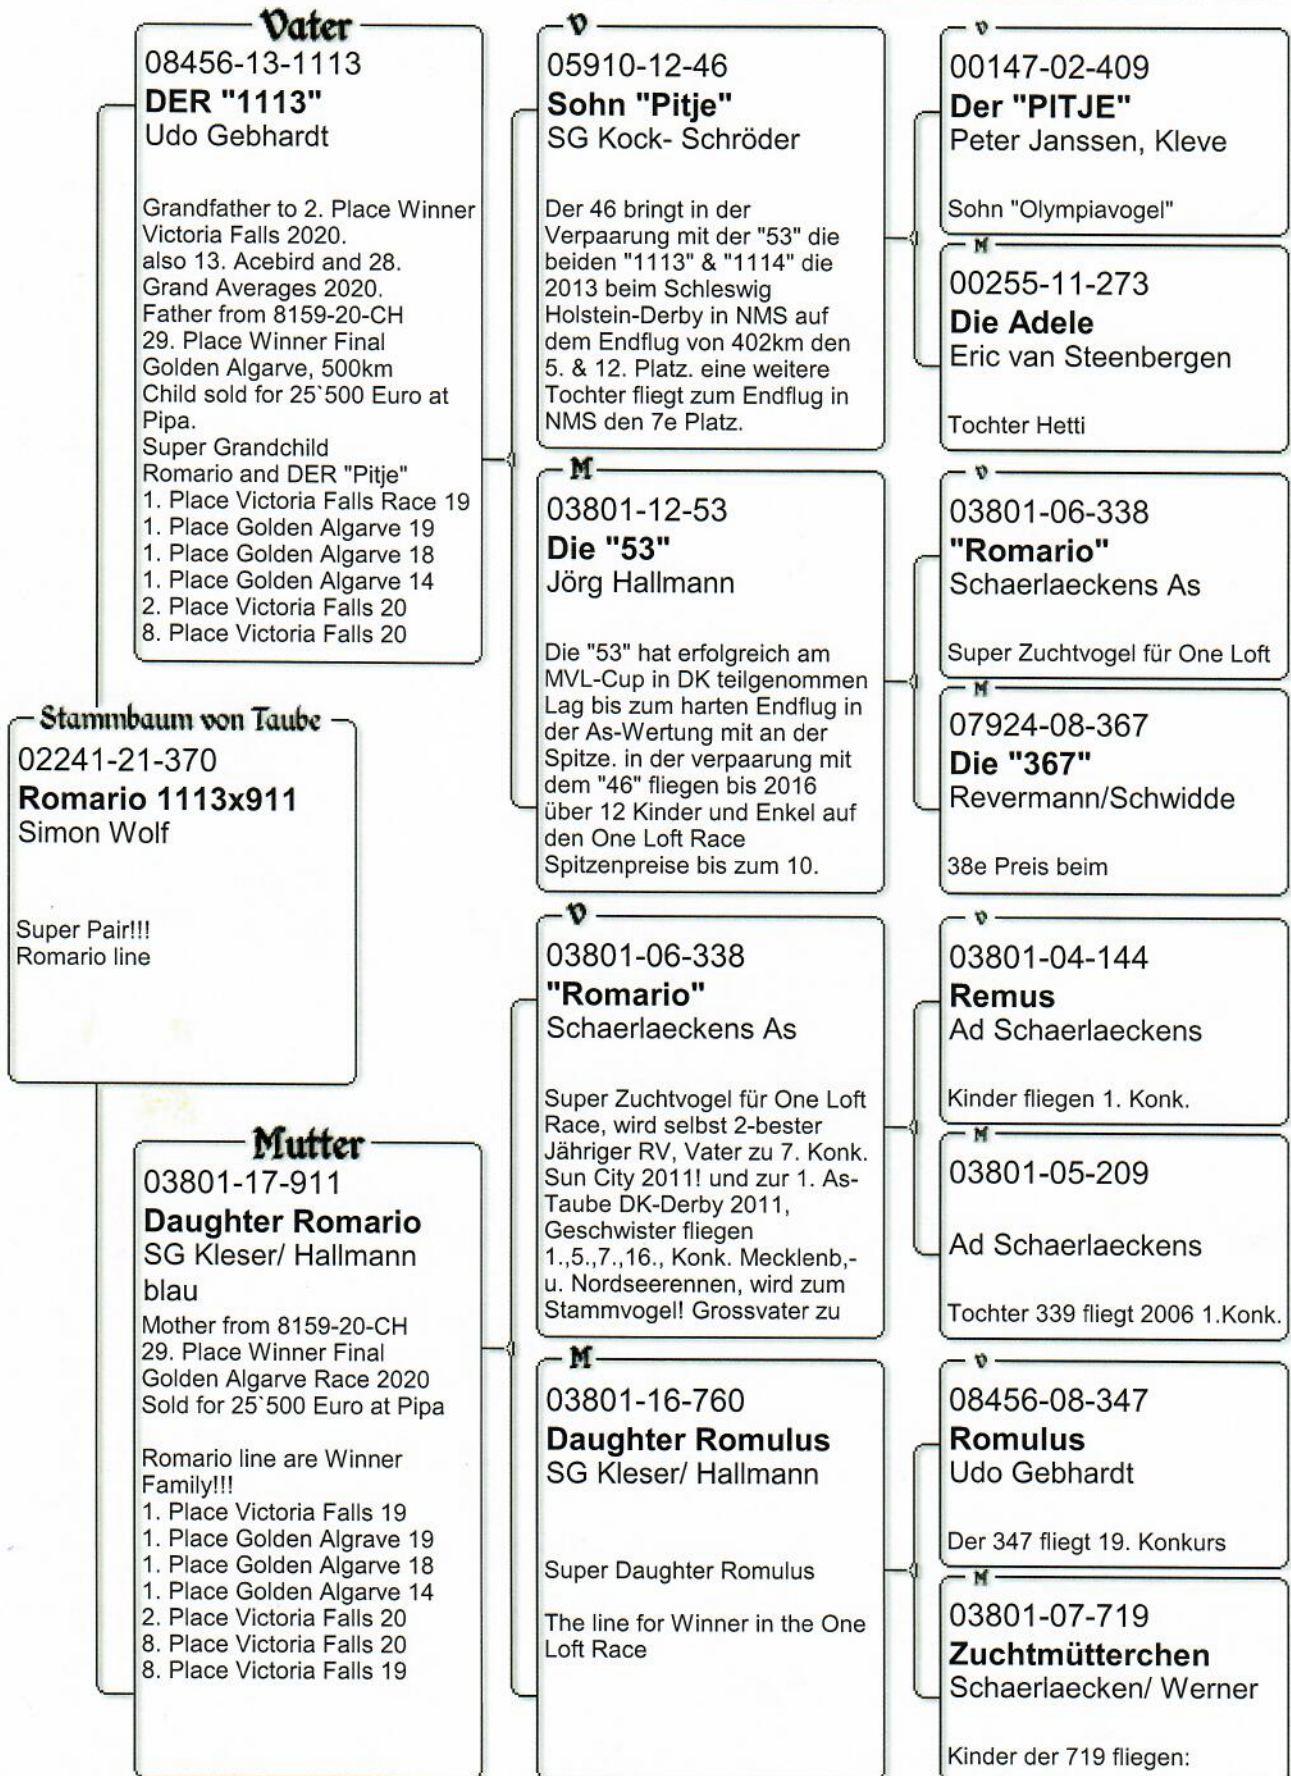 Vater
08456-13-1113
DER "1113"
Udo Gebhardt
Grandfather to 2. Place Winner
Victoria Falls 2020.
also 13. Acebird and 28.
Grand Averages 2020.
Father from 8159-20-CH
29. Place Winner Final
Golden Algarve, 500km
Child sold for 25`500 Euro at
Pipa.
Super Grandchild
Romario and DER "Pitje"
1. Place Victoria Falls Race 19
1. Place Golden Algarve 19
1. Place Golden Algarve 18
1. Place Golden Algarve 14
2. Place Victoria Falls 20
8. Place Victoria Falls 20
Stammbaum von Taube
02241-21-370
Romario 1113x911
Simon Wolf
Super Pair!!!
Romario line
Mutter
03801-17-911
Daughter Romario
SG Kleser/ Hallmann
blau
Mother from 8159-20-CH
29. Place Winner Final
Golden Algarve Race 2020
Sold for 25`500 Euro at Pipa
Romario line are Winner
Family!!!
1. Place Victoria Falls 19
1. Place Golden Algrave 19
1. Place Golden Algarve 18
1. Place Golden Algarve 14
2. Place Victoria Falls 20
8. Place Victoria Falls 20
8. Place Victoria Falls 19
V
05910-12-46
Sohn "Pitje"
SG Kock- Schröder
Der 46 bringt in der
Verpaarung mit der "53" die
beiden "1113" & "1114" die
2013 beim Schleswig
Holstein-Derby in NMS auf
dem Endflug von 402km den
5. & 12. Platz. eine weitere
Tochter fliegt zum Endflug in
NMS den 7e Platz.
M
03801-12-53
Die "53"
Jörg Hallmann
Die "53" hat erfolgreich am
MVL-Cup in DK teilgenommen
Lag bis zum harten Endflug in
der As-Wertung mit an der
Spitze. in der verpaarung mit
dem "46" fliegen bis 2016
über 12 Kinder und Enkel auf
den One Loft Race
Spitzenpreise bis zum 10.
V
03801-06-338
"Romario"
Schaerlaeckens As
Super Zuchtvogel für One Loft
Race, wird selbst 2-bester
Jähriger RV, Vater zu 7. Konk.
Sun City 2011! und zur 1. As-
Taube DK-Derby 2011,
Geschwister fliegen
1.,5.,7.,16., Konk. Mecklenb,-
u. Nordseerennen, wird zum
Stammvogel! Grossvater zu
M
03801-16-760
Daughter Romulus
SG Kleser/ Hallmann
Super Daughter Romulus
The line for Winner in the One
Loft Race
V
00147-02-409
Der "PITJE"
Peter Janssen, Kleve
Sohn "Olympiavogel"
M
00255-11-273
Die Adele
Eric van Steenbergen
Tochter Hetti
V
03801-06-338
"Romario"
Schaerlaeckens As
Super Zuchtvogel für One Loft
M
07924-08-367
Die "367"
Revermann/Schwidde
38e Preis beim
V
03801-04-144
Remus
Ad Schaerlaeckens
Kinder fliegen 1. Konk.
M
03801-05-209
Ad Schaerlaeckens
Tochter 339 fliegt 2006 1.Konk.
V
08456-08-347
Romulus
Udo Gebhardt
Der 347 fliegt 19. Konkurs
M
03801-07-719
Zuchtmütterchen
Schaerlaecken/ Werner
Kinder der 719 fliegen: